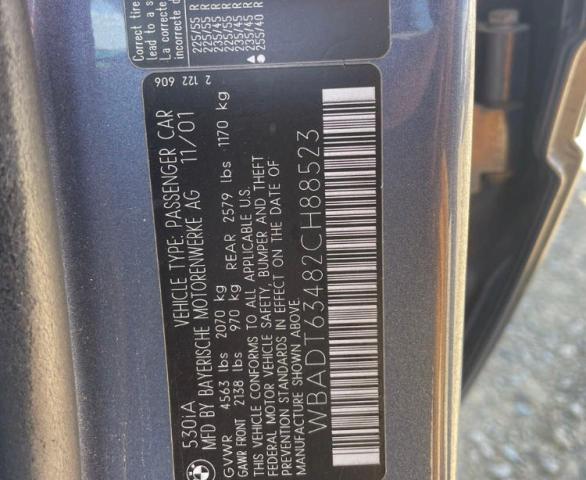 Correct tire
lead to a s
La correcte
incorrecte d
225/55 R
225/55 R
235/45 R
225/55 R
235/45 R
255/40 R
2 122 606
530iA VEHICLE TYPE: PASSENGER CAR
MFD BY BAYERISCHE MOTORENWERKE AG 11/01
GVWR 4563 lbs 2070 kg
GAWR FRONT 2138 lbs 970 kg REAR 2579 lbs 1170 kg
THIS VEHICLE CONFORMS TO ALL APPLICABLE U.S.
FEDERAL MOTOR VEHICLE SAFETY, BUMPER AND THEFT
PREVENTION STANDARDS IN EFFECT ON THE DATE OF
MANUFACTURE SHOWN ABOVE.
WBADT63482CH88523